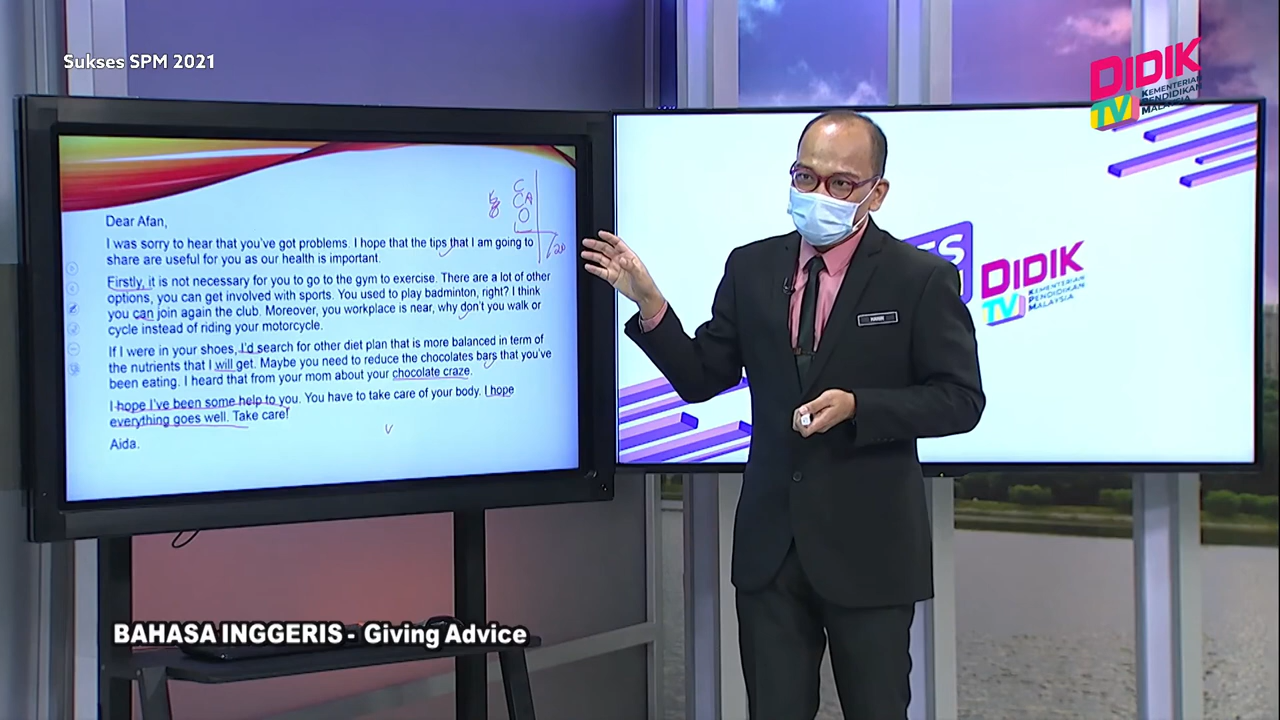 Sukses SPM 2021
DIDIK
TV
KEMENTERIAN
PENDIDIKAN
MALAYSIA
Dear Afan,
I was sorry to hear that you've got problems. I hope that the tips that I am going to
share are useful for you as our health is important.
Firstly, it is not necessary for you to go to the gym to exercise. There are a lot of other
options, you can get involved with sports. You used to play badminton, right? I think
you can join again the club. Moreover, you workplace is near, why don't you walk or
cycle instead of riding your motorcycle.
If I were in your shoes, I'd search for other diet plan that is more balanced in term of
the nutrients that I will get. Maybe you need to reduce the chocolates bars that you've
been eating. I heard that from your mom about your chocolate craze.
I hope I've been some help to you. You have to take care of your body. I hope
everything goes well. Take care!
Aida.
C
CA
O
L
20
ES
DIDIK
TV
KEMENTERIAN
PENDIDIKAN
MALAYSIA
BAHASA INGGERIS - Giving Advice